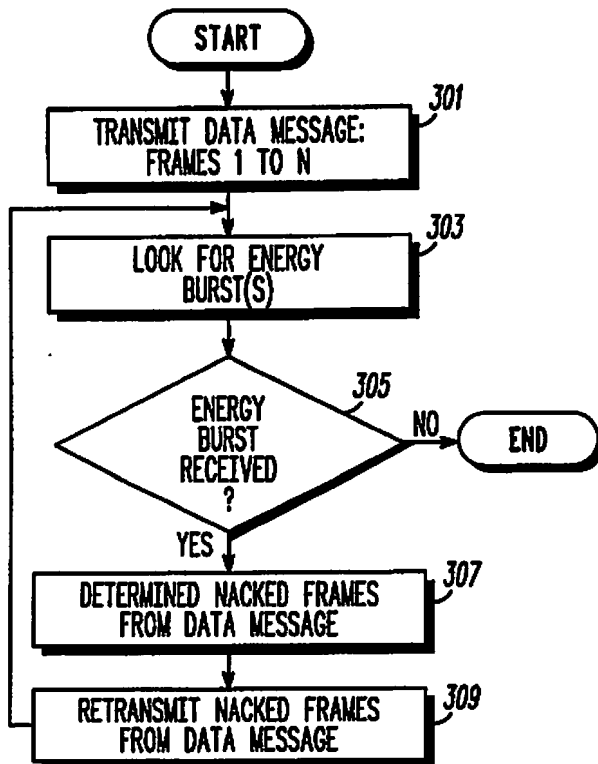 START
301
TRANSMIT DATA MESSAGE:
FRAMES 1 TO N
303
LOOK FOR ENERGY
BURST(S)
305
ENERGY
BURST
RECEIVED
?
NO
END
YES
307
DETERMINED NACKED FRAMES
FROM DATA MESSAGE
309
RETRANSMIT NACKED FRAMES
FROM DATA MESSAGE